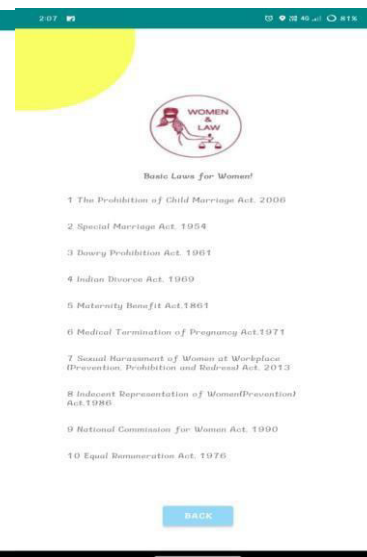 2:07
4G 81%
WOMEN
&
LAW
Basic Laws for Women!
1 The Prohibition of Child Marriage Act. 2006
2 Special Marriage Act. 1954
3 Dowry Prohibition Act. 1961
4 Indian Divorce Act. 1969
5 Maternity Benefit Act.1861
6 Medical Termination of Pregnancy Act.1971
7 Sexual Harassment of Women at Workplace
(Prevention, Prohibition and Redress) Act. 2013
8 Indecent Representation of Women(Prevention)
Act.1986
9 National Commission for Women Act. 1990
10 Equal Remuneration Act. 1976
BACK